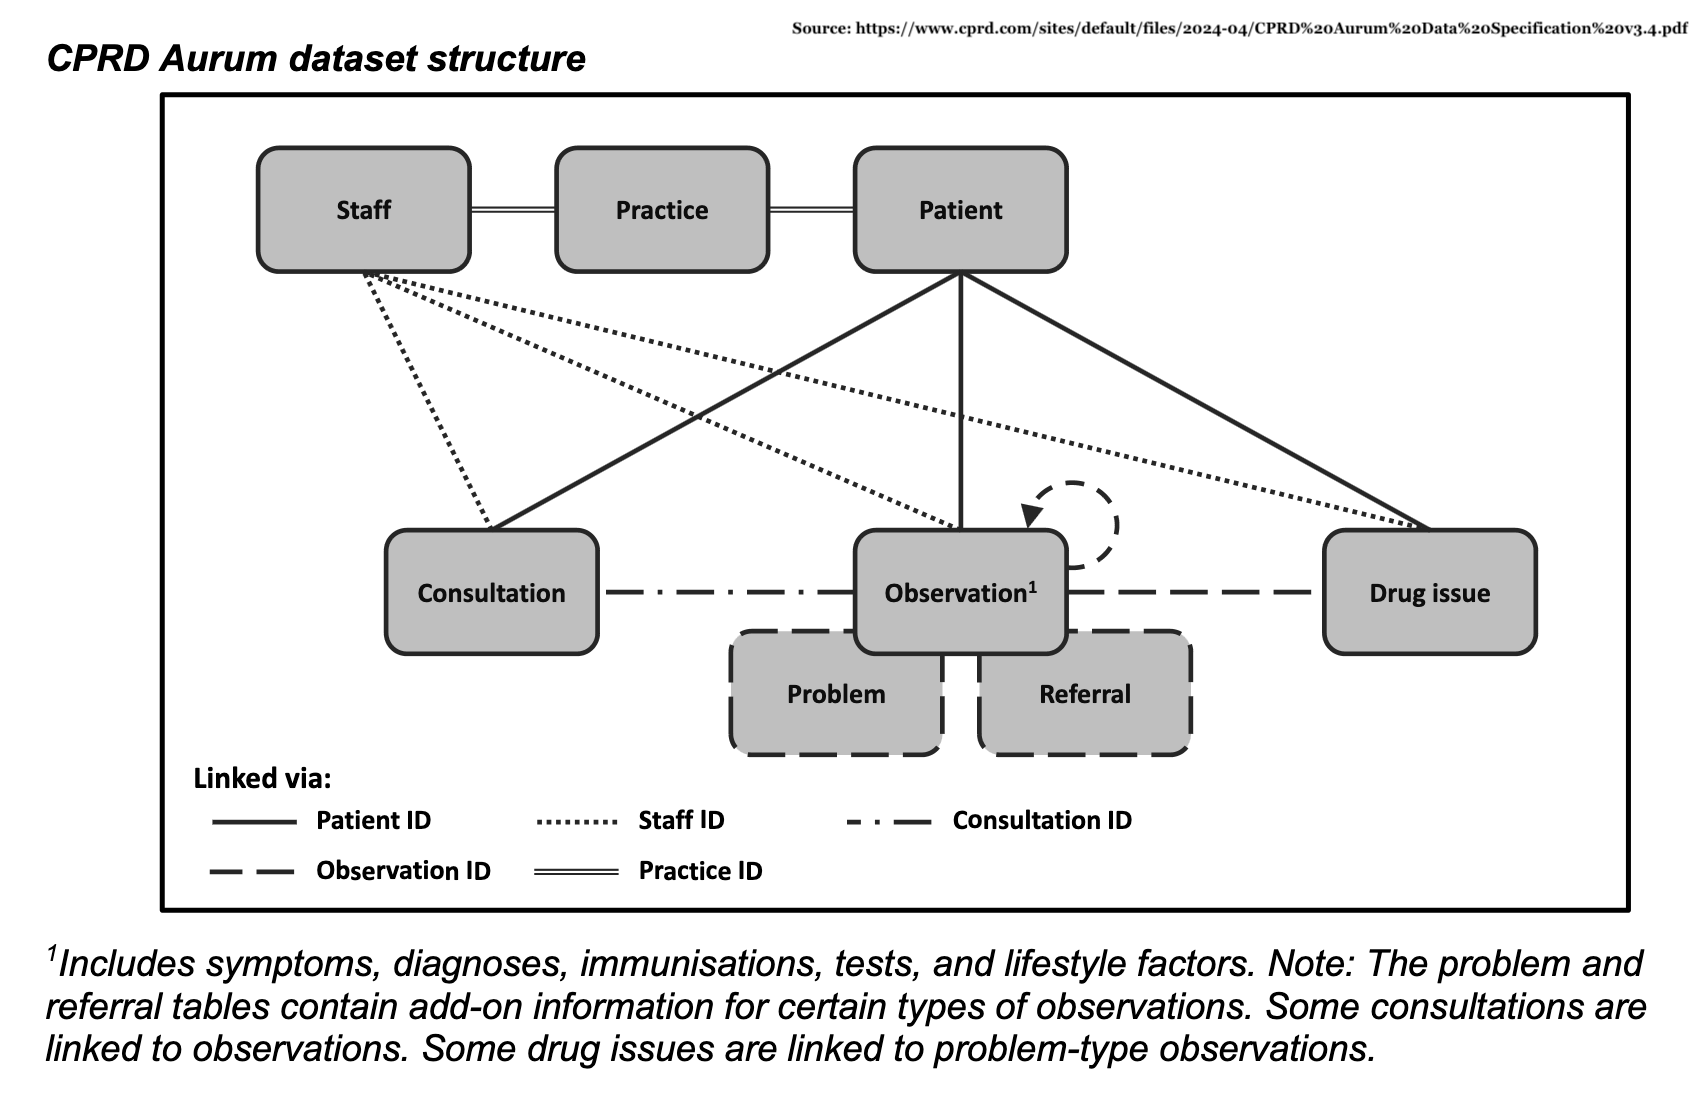 Source: https://www.cprd.com/sites/default/files/2024-04/CPRD%20Aurum%20Data%20Specification%20v3.4.pdf
CPRD Aurum dataset structure
Staff
Practice
Patient
Consultation
Observation¹
Drug issue
Problem
Referral
Linked via:
Patient ID
Staff ID
Consultation ID
Observation ID
Practice ID
¹Includes symptoms, diagnoses, immunisations, tests, and lifestyle factors. Note: The problem and
referral tables contain add-on information for certain types of observations. Some consultations are
linked to observations. Some drug issues are linked to problem-type observations.